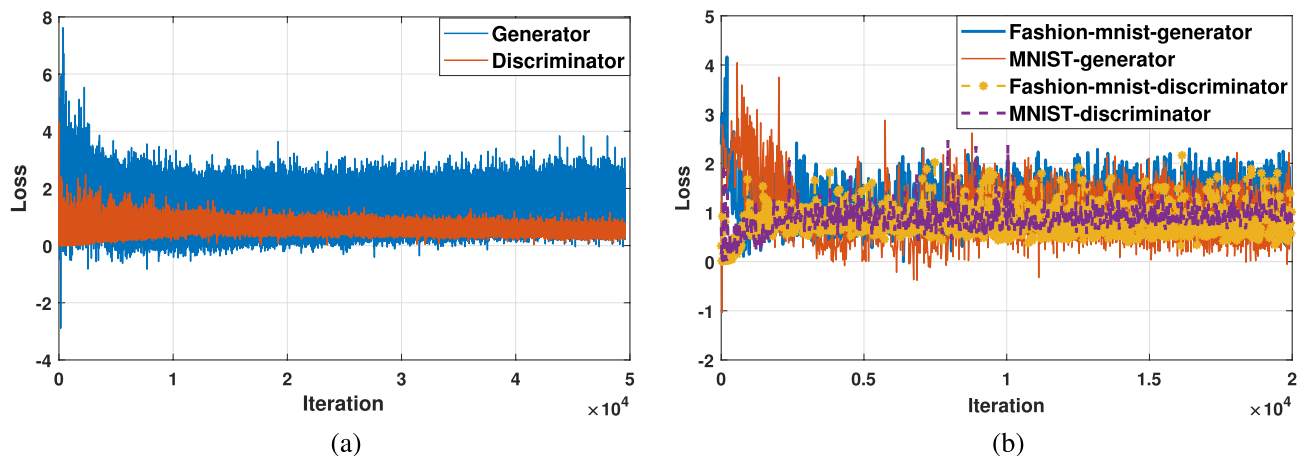 8
6
4
2
0
-2
-4
Loss
Generator
Discriminator
0
1
2
3
4
5
Iteration
×10^4
(a)
5
4
3
2
1
0
-1
-2
Loss
Fashion-mnist-generator
MNIST-generator
Fashion-mnist-discriminator
MNIST-discriminator
0
0.5
1
1.5
2
Iteration
×10^4
(b)